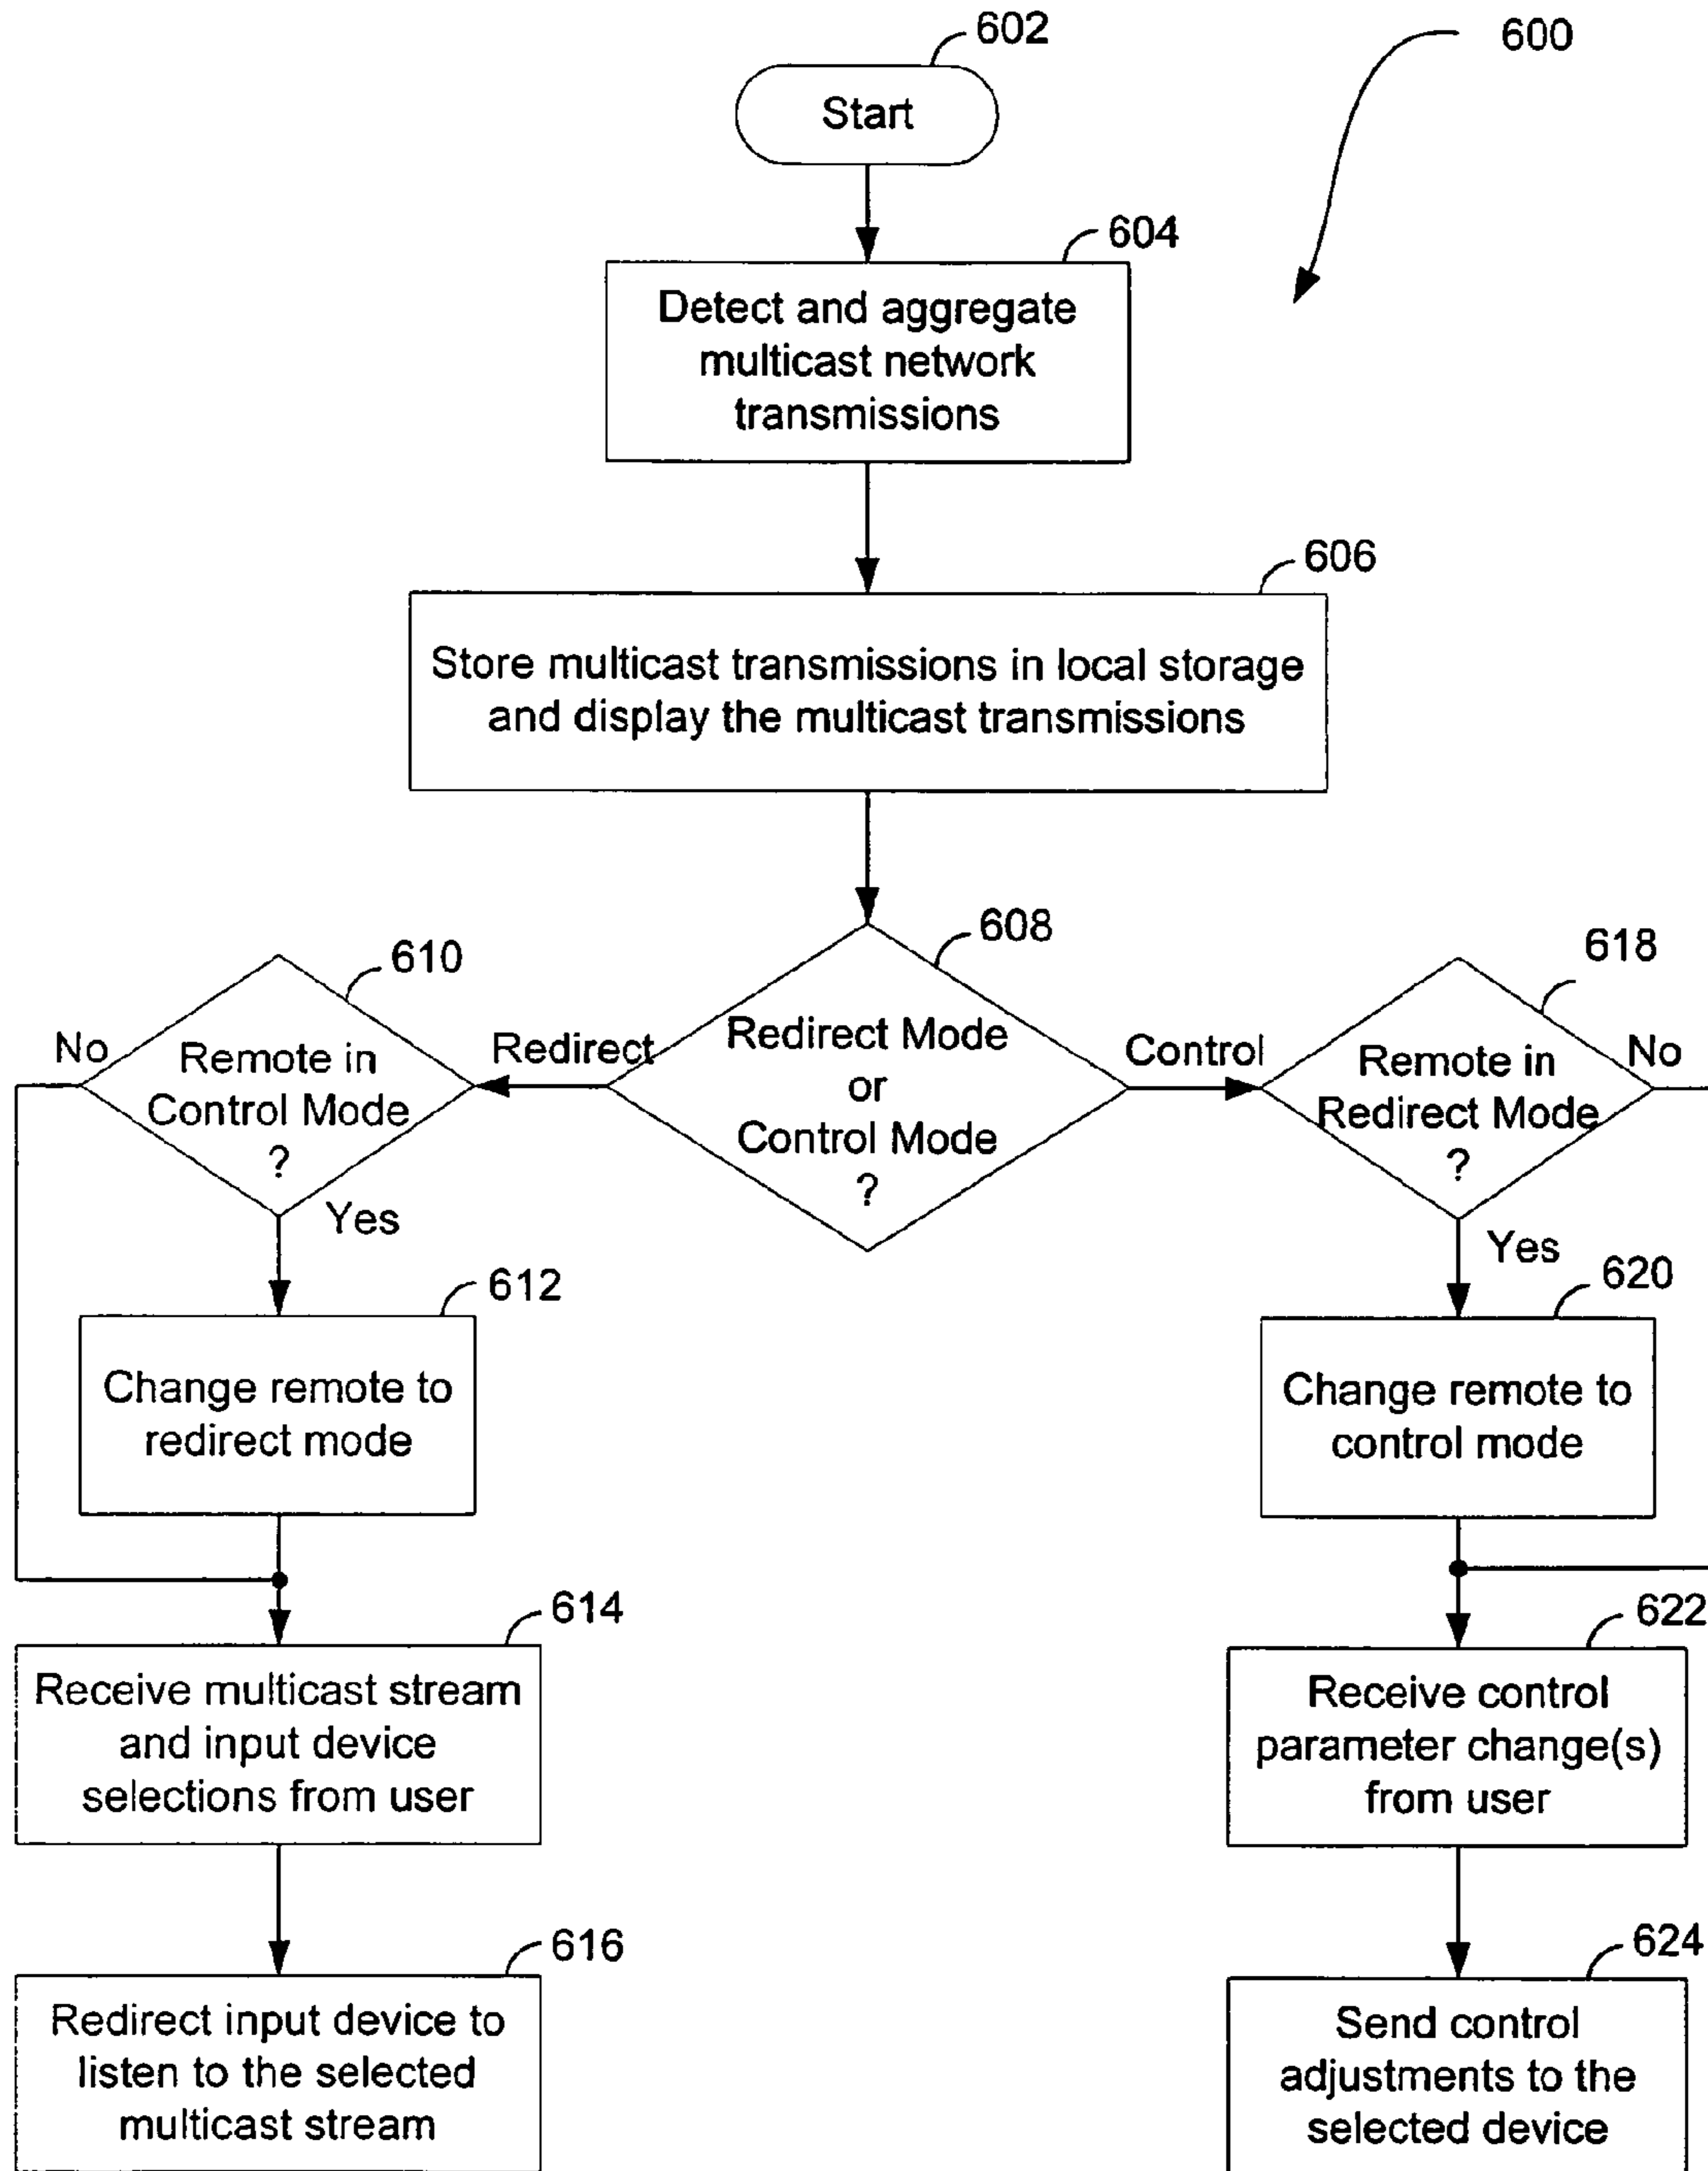 602
600
Start
604
Detect and aggregate
multicast network
transmissions
606
Store multicast transmissions in local storage
and display the multicast transmissions
608
Redirect Mode
or
Control Mode
?
Redirect
Control
610
Remote in
Control Mode
?
No
Yes
612
Change remote to
redirect mode
614
Receive multicast stream
and input device
selections from user
616
Redirect input device to
listen to the selected
multicast stream
618
Remote in
Redirect Mode
?
No
Yes
620
Change remote to
control mode
622
Receive control
parameter change(s)
from user
624
Send control
adjustments to the
selected device